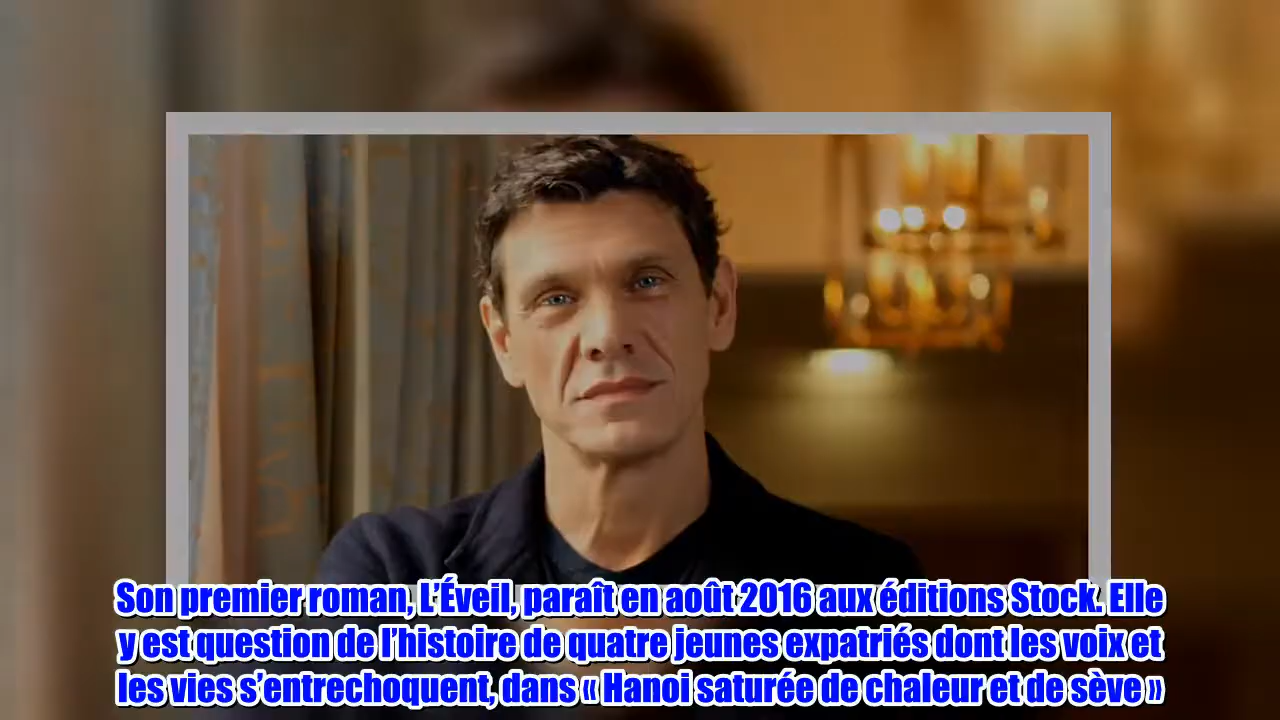 Son premier roman, L’Éveil, paraît en août 2016 aux éditions Stock. Elle
y est question de l’histoire de quatre jeunes expatriés dont les voix et
les vies s’entrechoquent, dans « Hanoi saturée de chaleur et de sève »